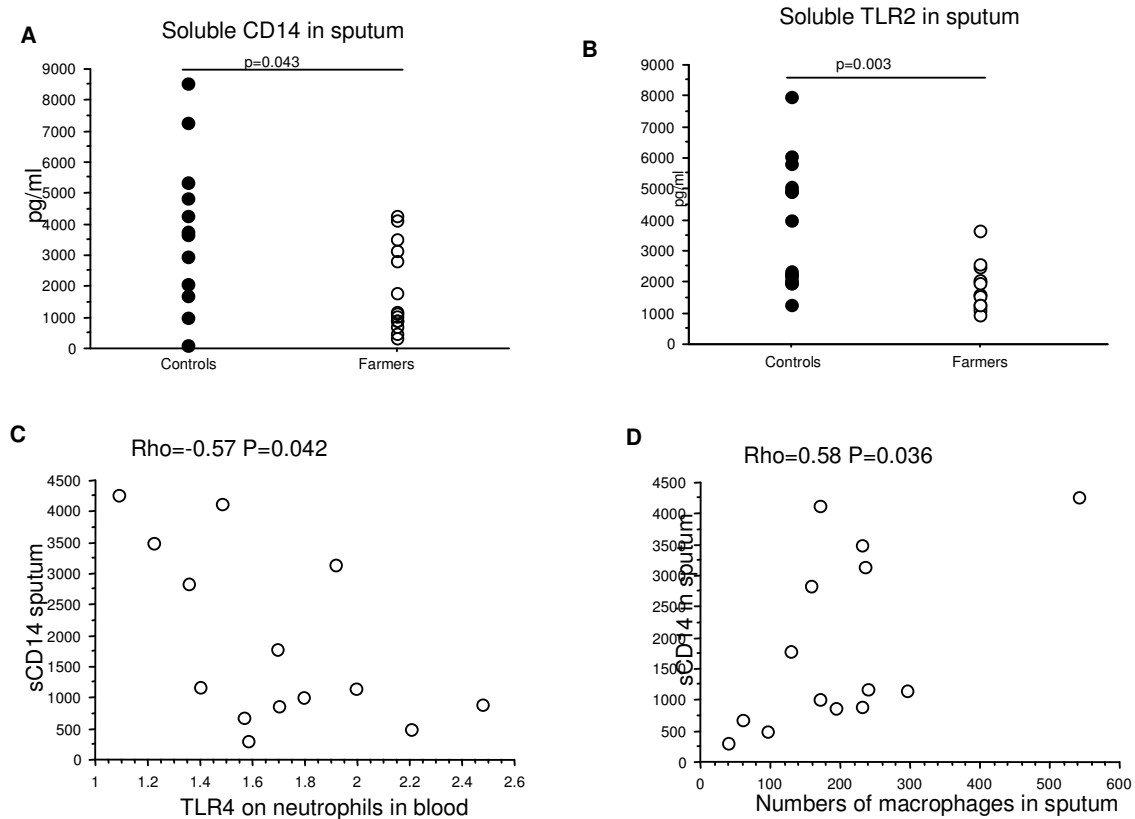 A
Soluble CD14 in sputum
p=0.043
9000
8000
7000
6000
5000
4000
3000
2000
1000
0
pg/ml
Controls
Farmers
B
Soluble TLR2 in sputum
p=0.003
9000
8000
7000
6000
5000
4000
3000
2000
1000
0
pg/ml
Controls
Farmers
C
Rho=-0.57 P=0.042
4500
4000
3500
3000
2500
2000
1500
1000
500
0
sCD14 sputum
1 1.2 1.4 1.6 1.8 2 2.2 2.4 2.6
TLR4 on neutrophils in blood
D
Rho=0.58 P=0.036
4500
4000
3500
3000
2500
2000
1500
1000
500
0
sCD14 in sputum
0 100 200 300 400 500 600
Numbers of macrophages in sputum